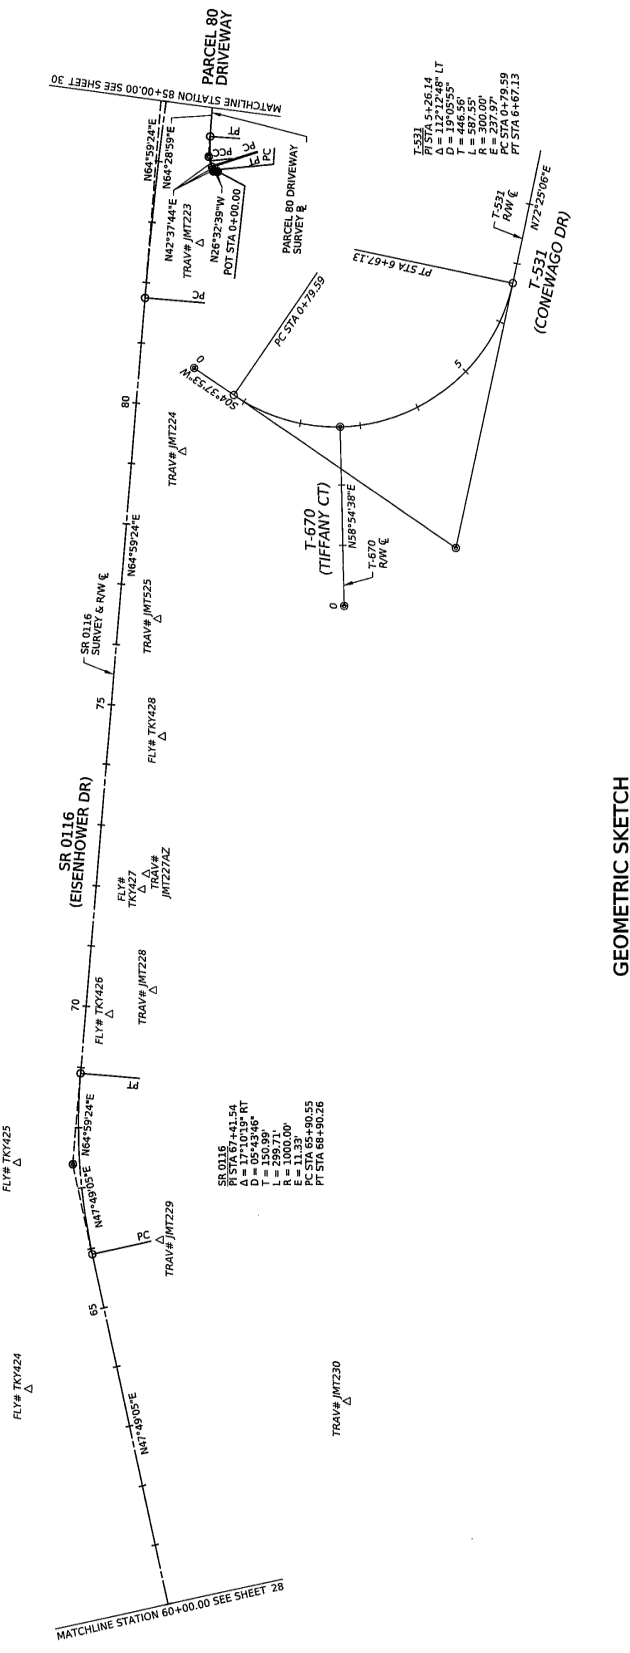 MATCHLINE STATION 60+00.00 SEE SHEET 28
N47°49'05"E
FLY# TKY424
65
TRAV# JMT230
PC
TRAV# JMT229
N47°49'05"E
N64°59'24"E
FLY# TKY425
PT
SR 0116
PI STA 67+41.54
Δ = 17°10'19" RT
D = 05°43'46"
T = 150.99'
L = 299.71'
R = 1000.00'
E = 11.33'
PC STA 65+90.55
PT STA 68+90.26
70
FLY# TKY426
TRAV# JMT228
SR 0116
(EISENHOWER DR)
FLY#
TKY427
TRAV#
JMT227AZ
75
FLY# TKY428
SR 0116
SURVEY & R/W ℄
TRAV# JMT525
N64°59'24"E
80
TRAV# JMT224
PC
N64°59'24"E
N64°28'59"E
N42°37'44"E
TRAV# JMT223
N26°32'39"W
POT STA 0+00.00
PT
PCC
PC
PT
PC
PARCEL 80 DRIVEWAY
SURVEY ℄
PARCEL 80
DRIVEWAY
MATCHLINE STATION 85+00.00 SEE SHEET 30
0
S04°37'53"W
PC STA 0+79.59
PT STA 6+67.13
5
T-670
(TIFFANY CT)
N58°54'38"E
0
T-670
R/W ℄
T-531
R/W ℄
N72°25'06"E
T-531
(CONEWAGO DR)
T-531
PI STA 5+26.14
Δ = 112°12'48" LT
D = 19°05'55"
T = 446.56'
L = 587.55'
R = 300.00'
E = 237.97'
PC STA 0+79.59
PT STA 6+67.13
GEOMETRIC SKETCH